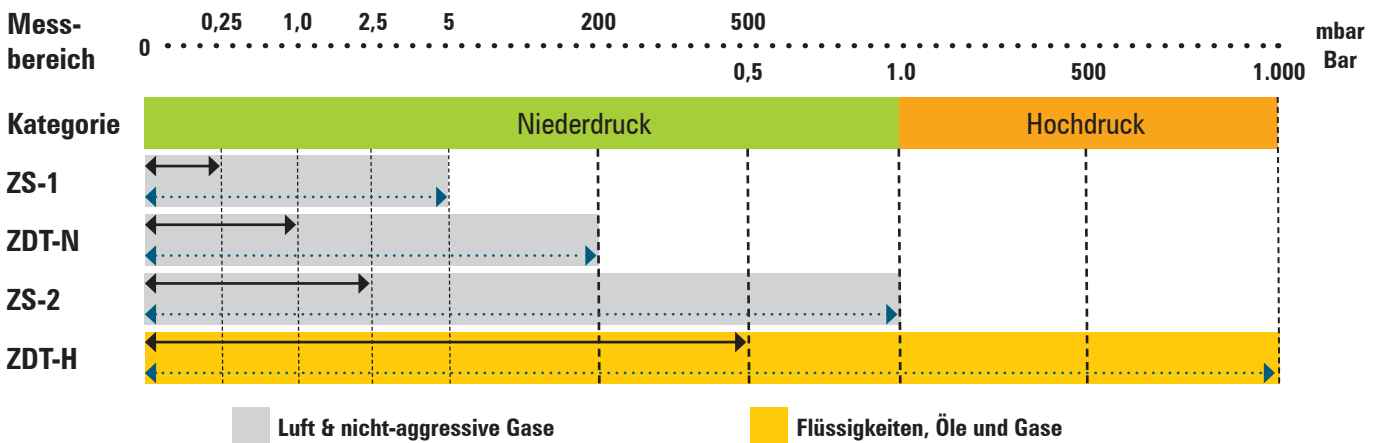 Mess-
bereich
0,25 1,0 2,5 5 200 500 mbar
0
0,5 1.0 500 1.000 Bar
Kategorie Niederdruck Hochdruck
ZS-1
ZDT-N
ZS-2
ZDT-H
Luft & nicht-aggressive Gase Flüssigkeiten, Öle und Gase